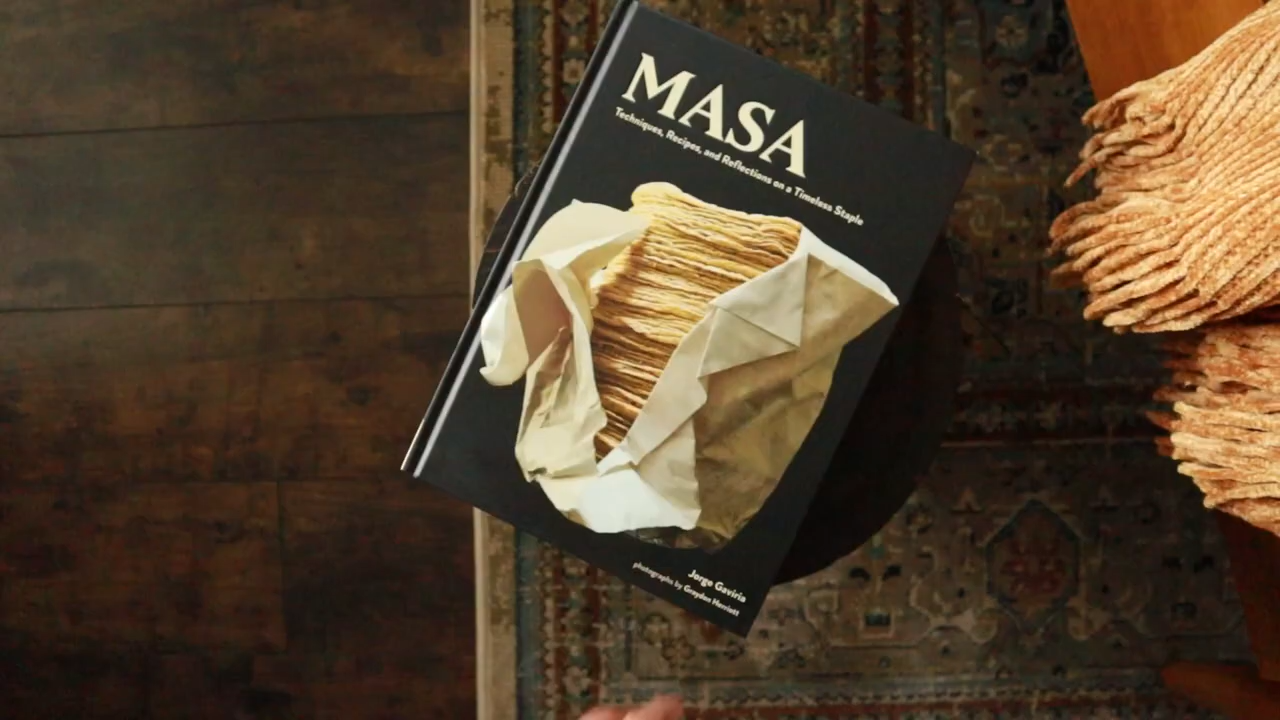 MASA
Techniques, Recipes, and Reflections on a Timeless Staple
Jorge Gaviria
photographs by Graydon Herriott